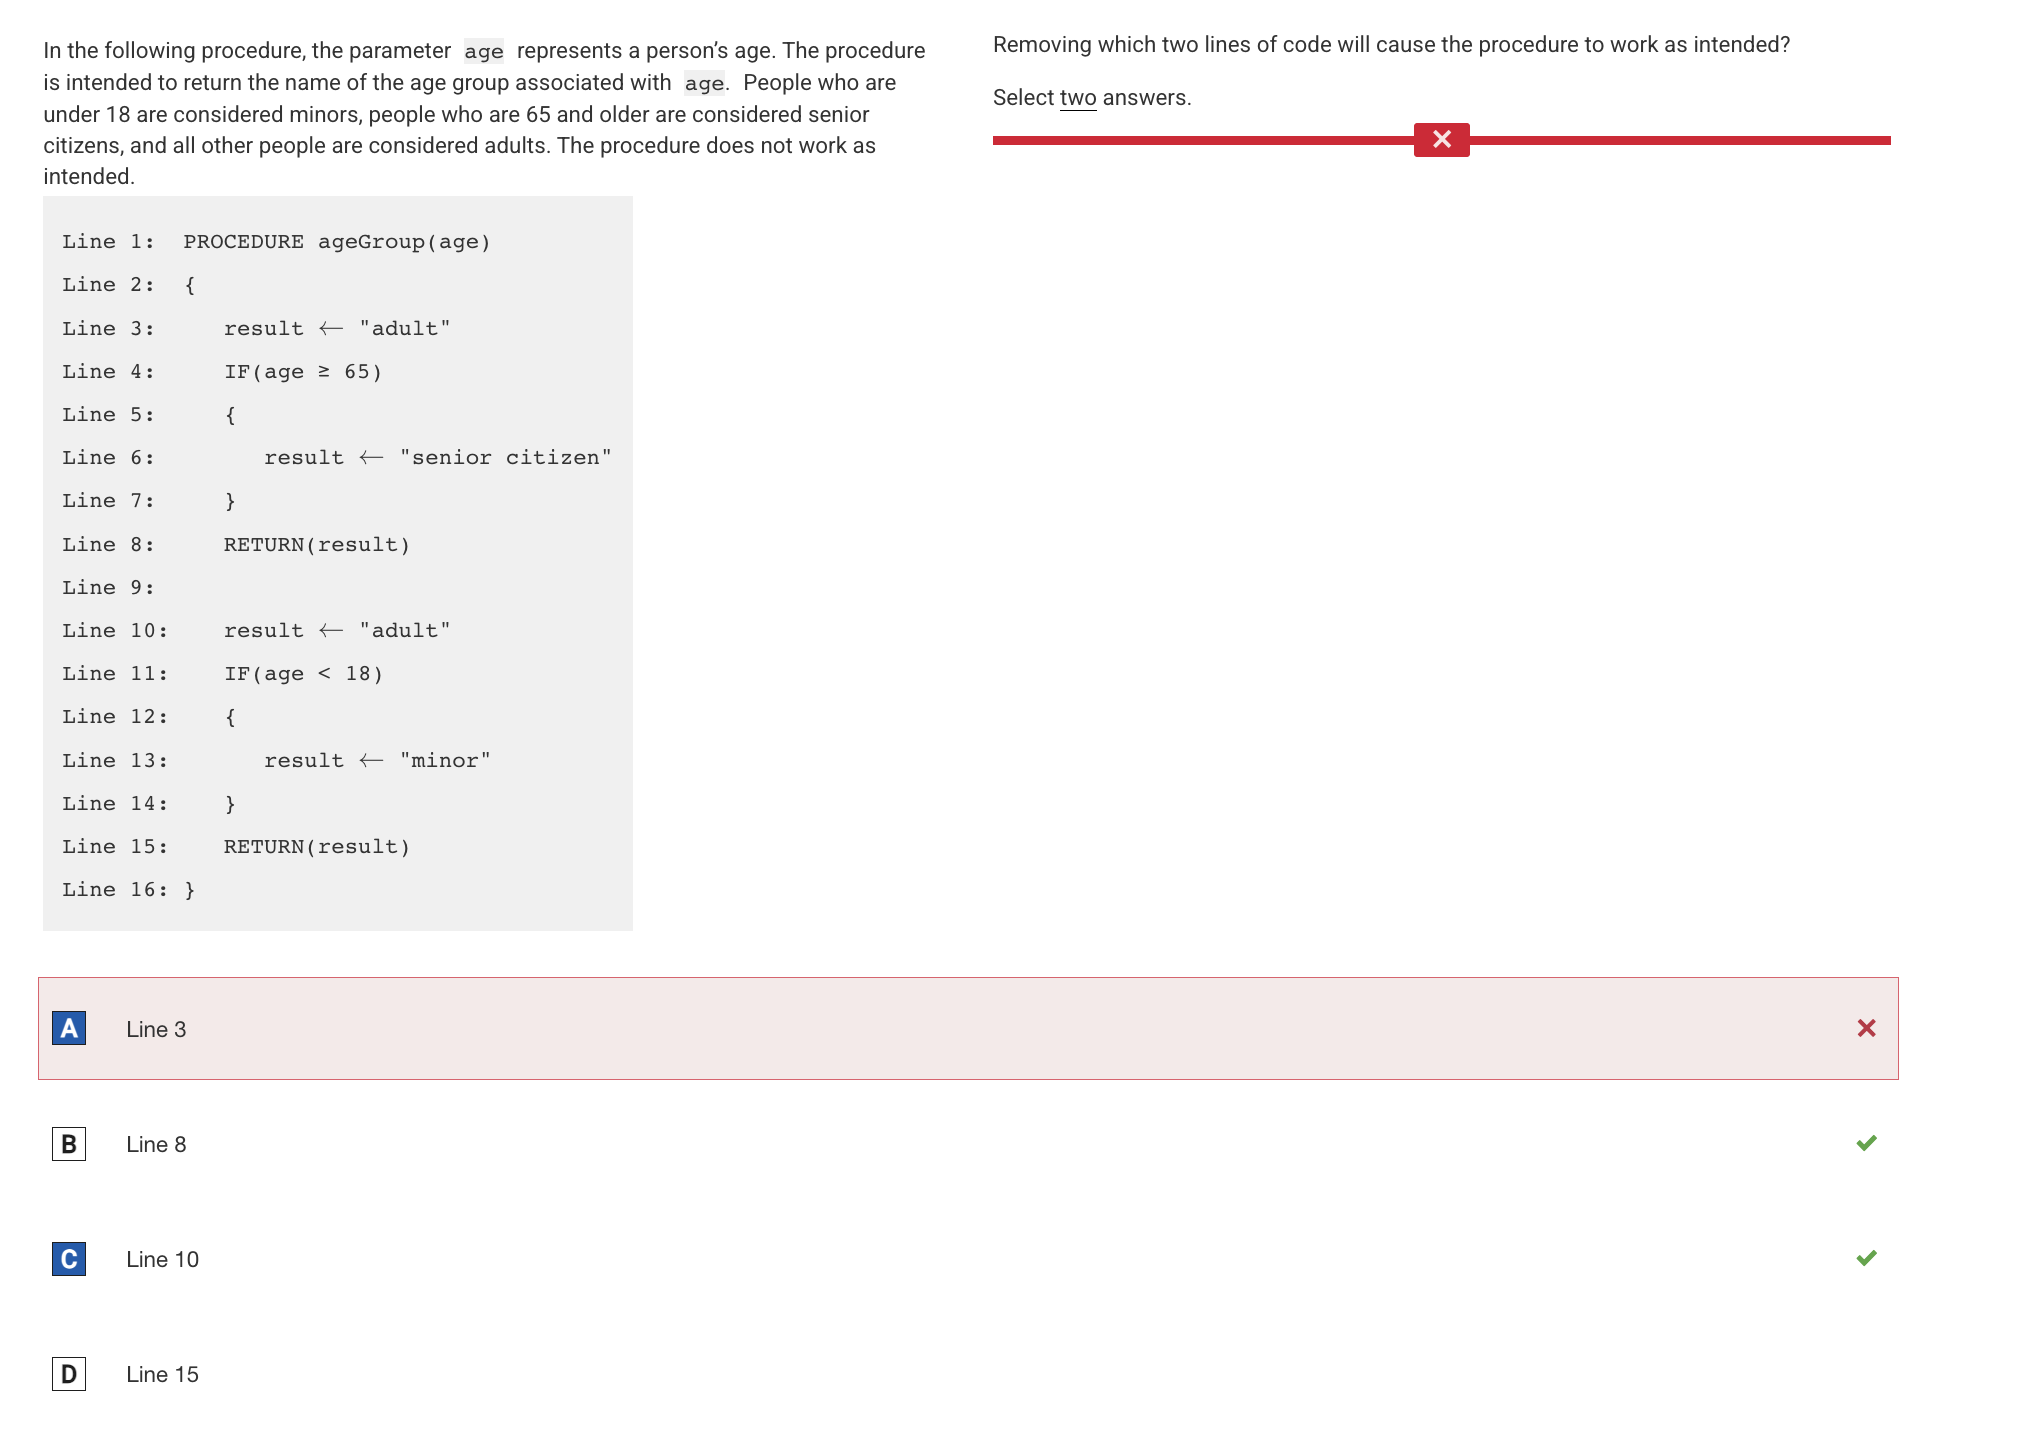 In the following procedure, the parameter age represents a person’s age. The procedure
is intended to return the name of the age group associated with age. People who are
under 18 are considered minors, people who are 65 and older are considered senior
citizens, and all other people are considered adults. The procedure does not work as
intended.
Line 1: PROCEDURE ageGroup(age)
Line 2: {
Line 3: result ← "adult"
Line 4: IF(age ≥ 65)
Line 5: {
Line 6: result ← "senior citizen"
Line 7: }
Line 8: RETURN(result)
Line 9:
Line 10: result ← "adult"
Line 11: IF(age < 18)
Line 12: {
Line 13: result ← "minor"
Line 14: }
Line 15: RETURN(result)
Line 16: }
Removing which two lines of code will cause the procedure to work as intended?
Select two answers.
A Line 3
B Line 8
C Line 10
D Line 15